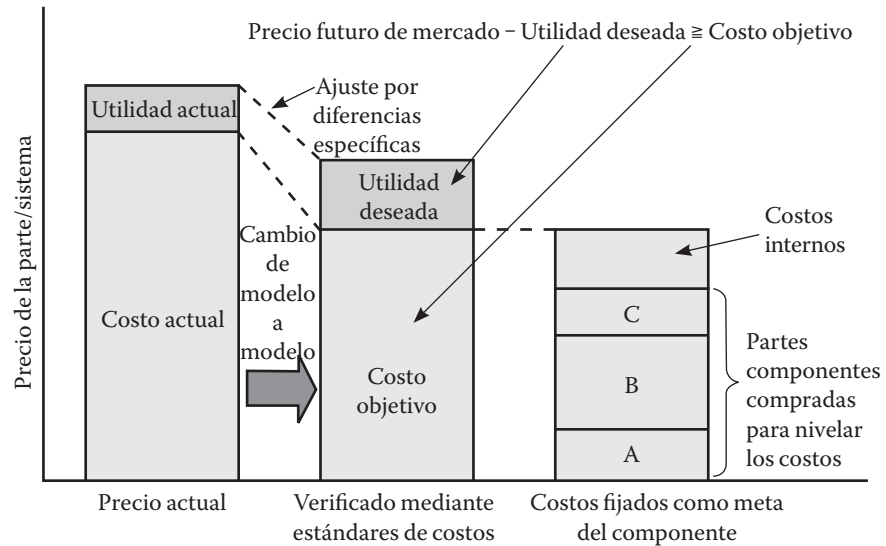 Precio futuro de mercado – Utilidad deseada ≧ Costo objetivo
Utilidad actual
Ajuste por
diferencias
específicas
Utilidad
deseada
Cambio
de
modelo
a
modelo
Costo actual
Costo
objetivo
Costos
internos
C
B
A
Partes
componentes
compradas
para nivelar
los costos
Precio de la parte/sistema
Precio actual
Verificado mediante
estándares de costos
Costos fijados como meta
del componente